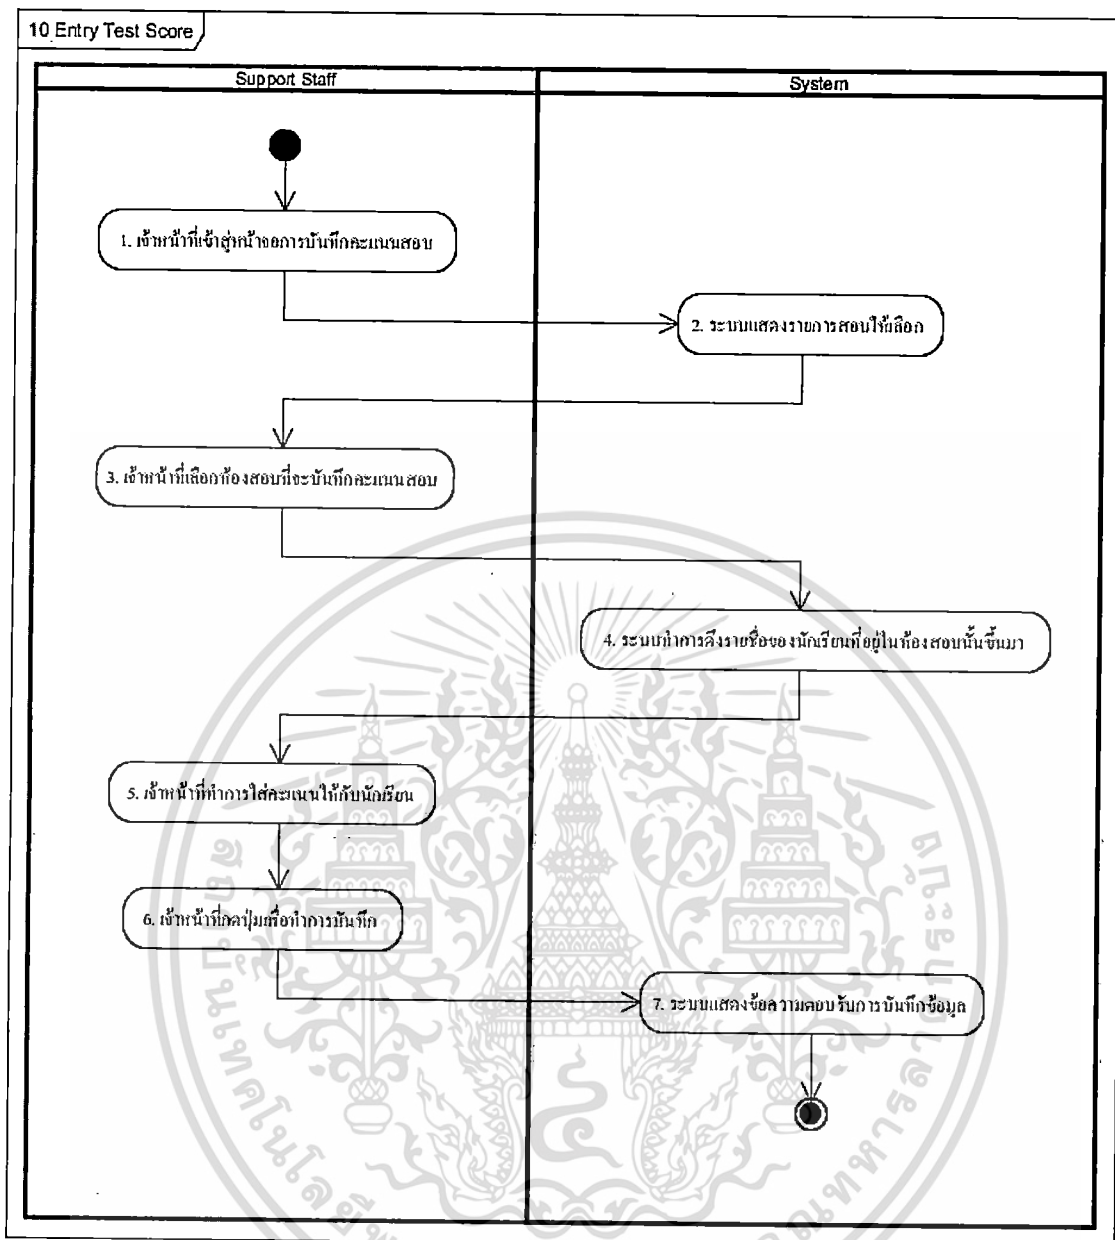 10 Entry Test Score
Support Staff
System
1. เจ้าหน้าที่เข้าสู่หน้าจอการบันทึกคะแนนสอบ
2. ระบบแสดงรายการสอบให้เลือก
3. เจ้าหน้าที่เลือกห้องสอบที่จะบันทึกคะแนนสอบ
4. ระบบทำการดึงรายชื่อของนักเรียนที่อยู่ในห้องสอบนั้นขึ้นมา
5. เจ้าหน้าที่ทำการใส่คะแนนให้กับนักเรียน
6. เจ้าหน้าที่กดปุ่มเพื่อทำการบันทึก
7. ระบบแสดงข้อความตอบรับการบันทึกข้อมูล